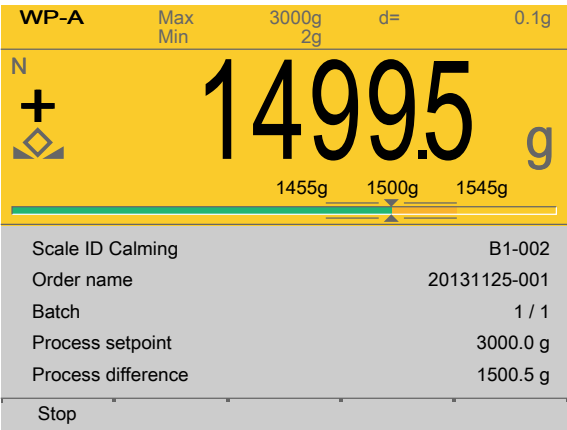 WP-A Max 3000g d= 0.1g
Min 2g
N
+ 1499.5 g
1455g 1500g 1545g
Scale ID Calming B1-002
Order name 20131125-001
Batch 1 / 1
Process setpoint 3000.0 g
Process difference 1500.5 g
Stop